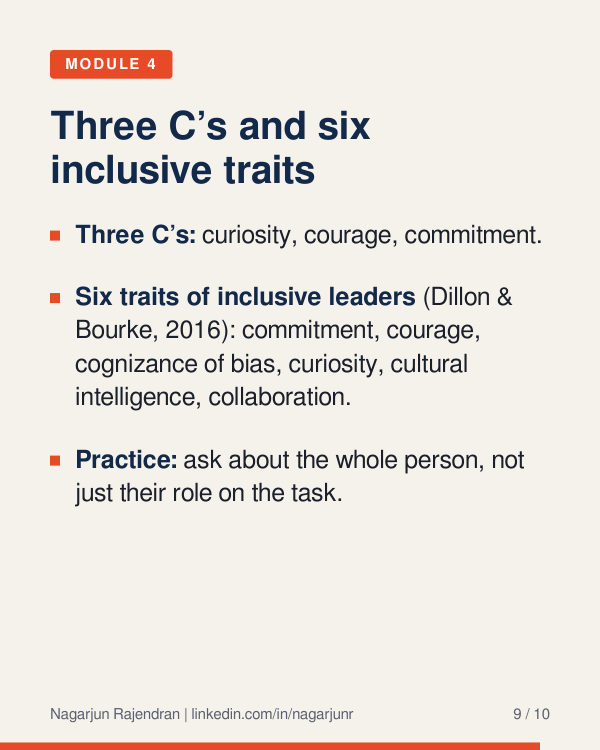 MODULE 4
Three C’s and six
inclusive traits
Three C’s: curiosity, courage, commitment.
Six traits of inclusive leaders (Dillon &
Bourke, 2016): commitment, courage,
cognizance of bias, curiosity, cultural
intelligence, collaboration.
Practice: ask about the whole person, not
just their role on the task.
Nagarjun Rajendran | linkedin.com/in/nagarjunr
9 / 10